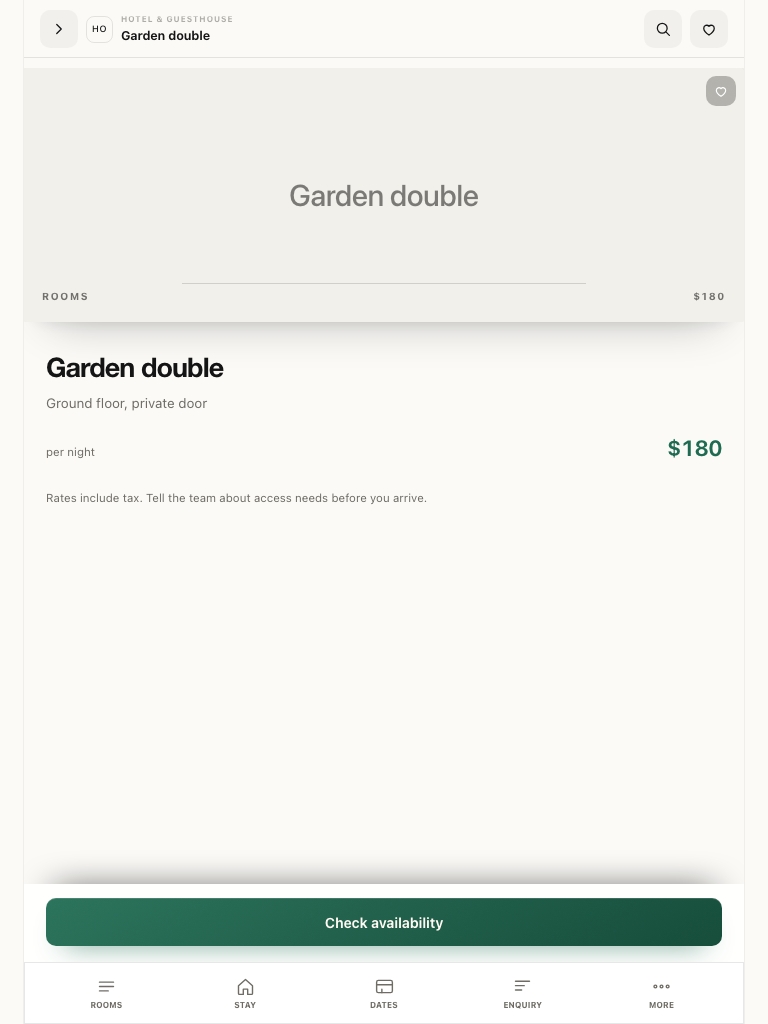 HO
HOTEL & GUESTHOUSE
Garden double
Garden double
ROOMS
$180
Garden double
Ground floor, private door
per night
$180
Rates include tax. Tell the team about access needs before you arrive.
Check availability
ROOMS
STAY
DATES
ENQUIRY
MORE